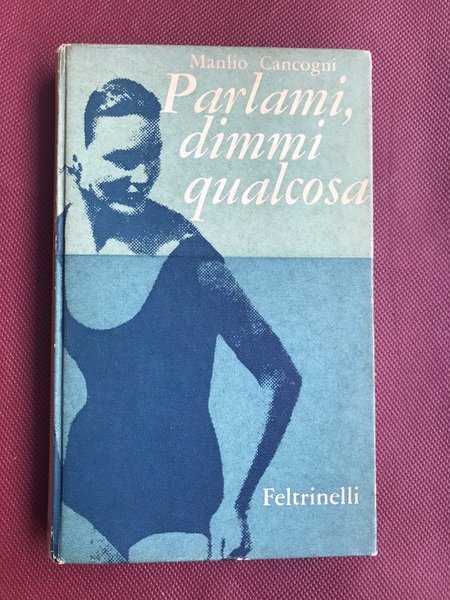 Manlio Cancogni
Parlami,
dimmi
qualcosa
Feltrinelli